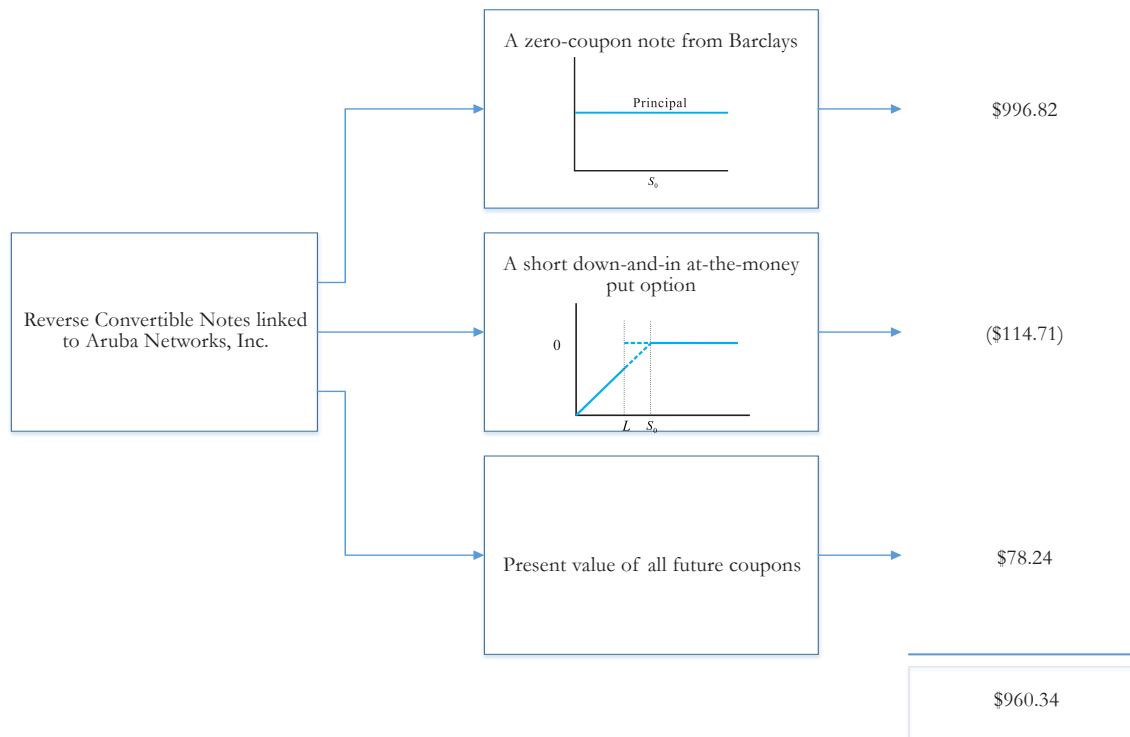 A zero-coupon note from Barclays
Principal
S₀
$996.82
Reverse Convertible Notes linked
to Aruba Networks, Inc.
A short down-and-in at-the-money
put option
0
L S₀
($114.71)
Present value of all future coupons
$78.24
$960.34